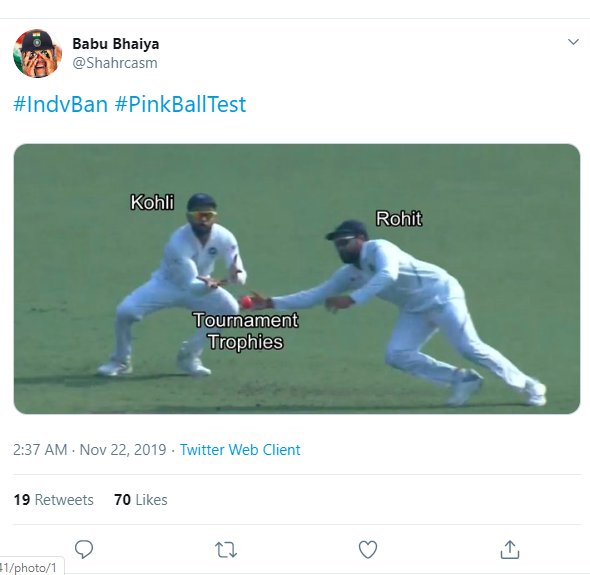 Babu Bhaiya
@Shahrcasm
#IndvBan #PinkBallTest
Kohli
Rohit
Tournament
Trophies
2:37 AM · Nov 22, 2019 · Twitter Web Client
19 Retweets 70 Likes
41/photo/1